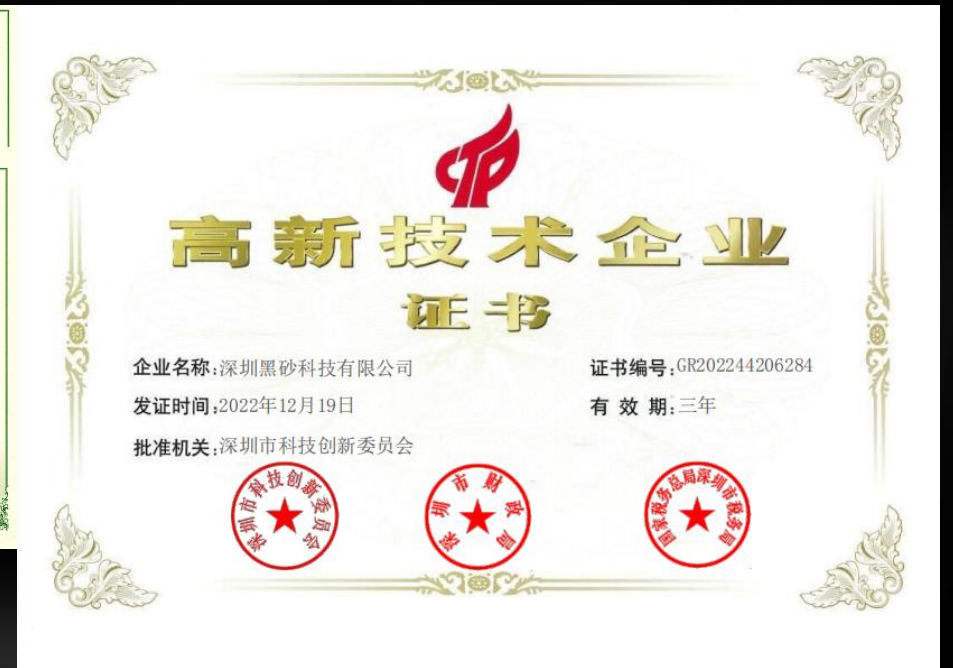 CTP
高新技术企业
证书
企业名称:深圳黑砂科技有限公司
证书编号:GR202244206284
发证时间:2022年12月19日
有效期:三年
批准机关:深圳市科技创新委员会
深圳市科技创新委员会
深圳市财政局
国家税务总局深圳市税务局